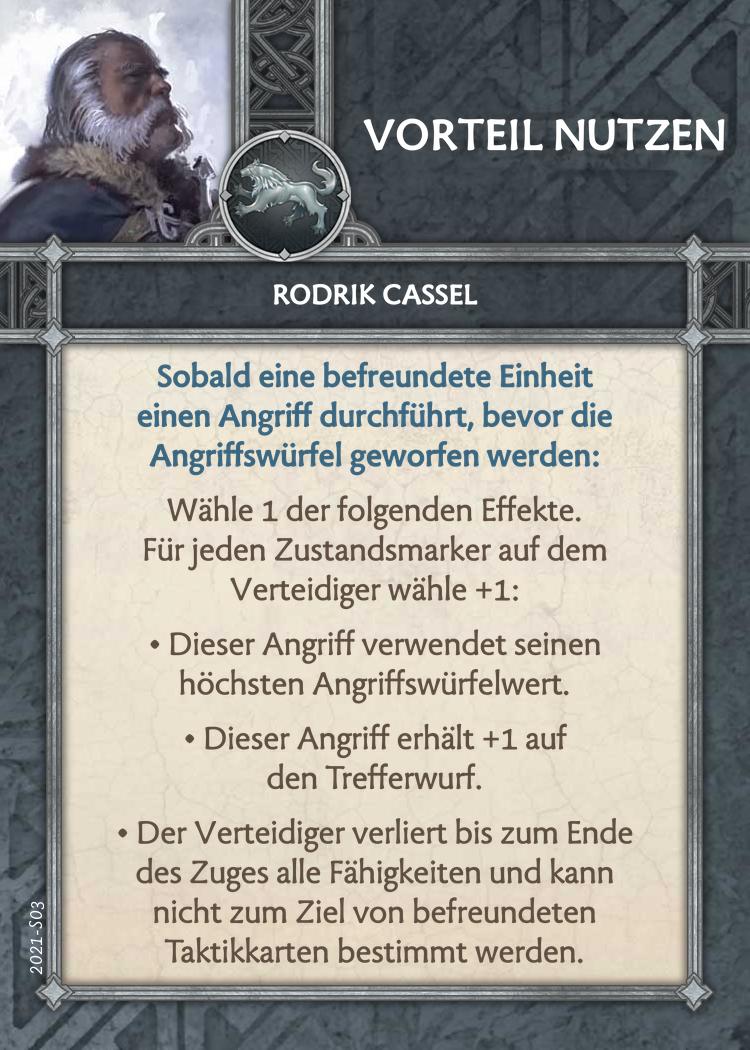 VORTEIL NUTZEN
RODRIK CASSEL
Sobald eine befreundete Einheit
einen Angriff durchführt, bevor die
Angriffswürfel geworfen werden:
Wähle 1 der folgenden Effekte.
Für jeden Zustandsmarker auf dem
Verteidiger wähle +1:
• Dieser Angriff verwendet seinen
höchsten Angriffswürfelwert.
• Dieser Angriff erhält +1 auf
den Trefferwurf.
• Der Verteidiger verliert bis zum Ende
des Zuges alle Fähigkeiten und kann
nicht zum Ziel von befreundeten
Taktikkarten bestimmt werden.
2021-S03